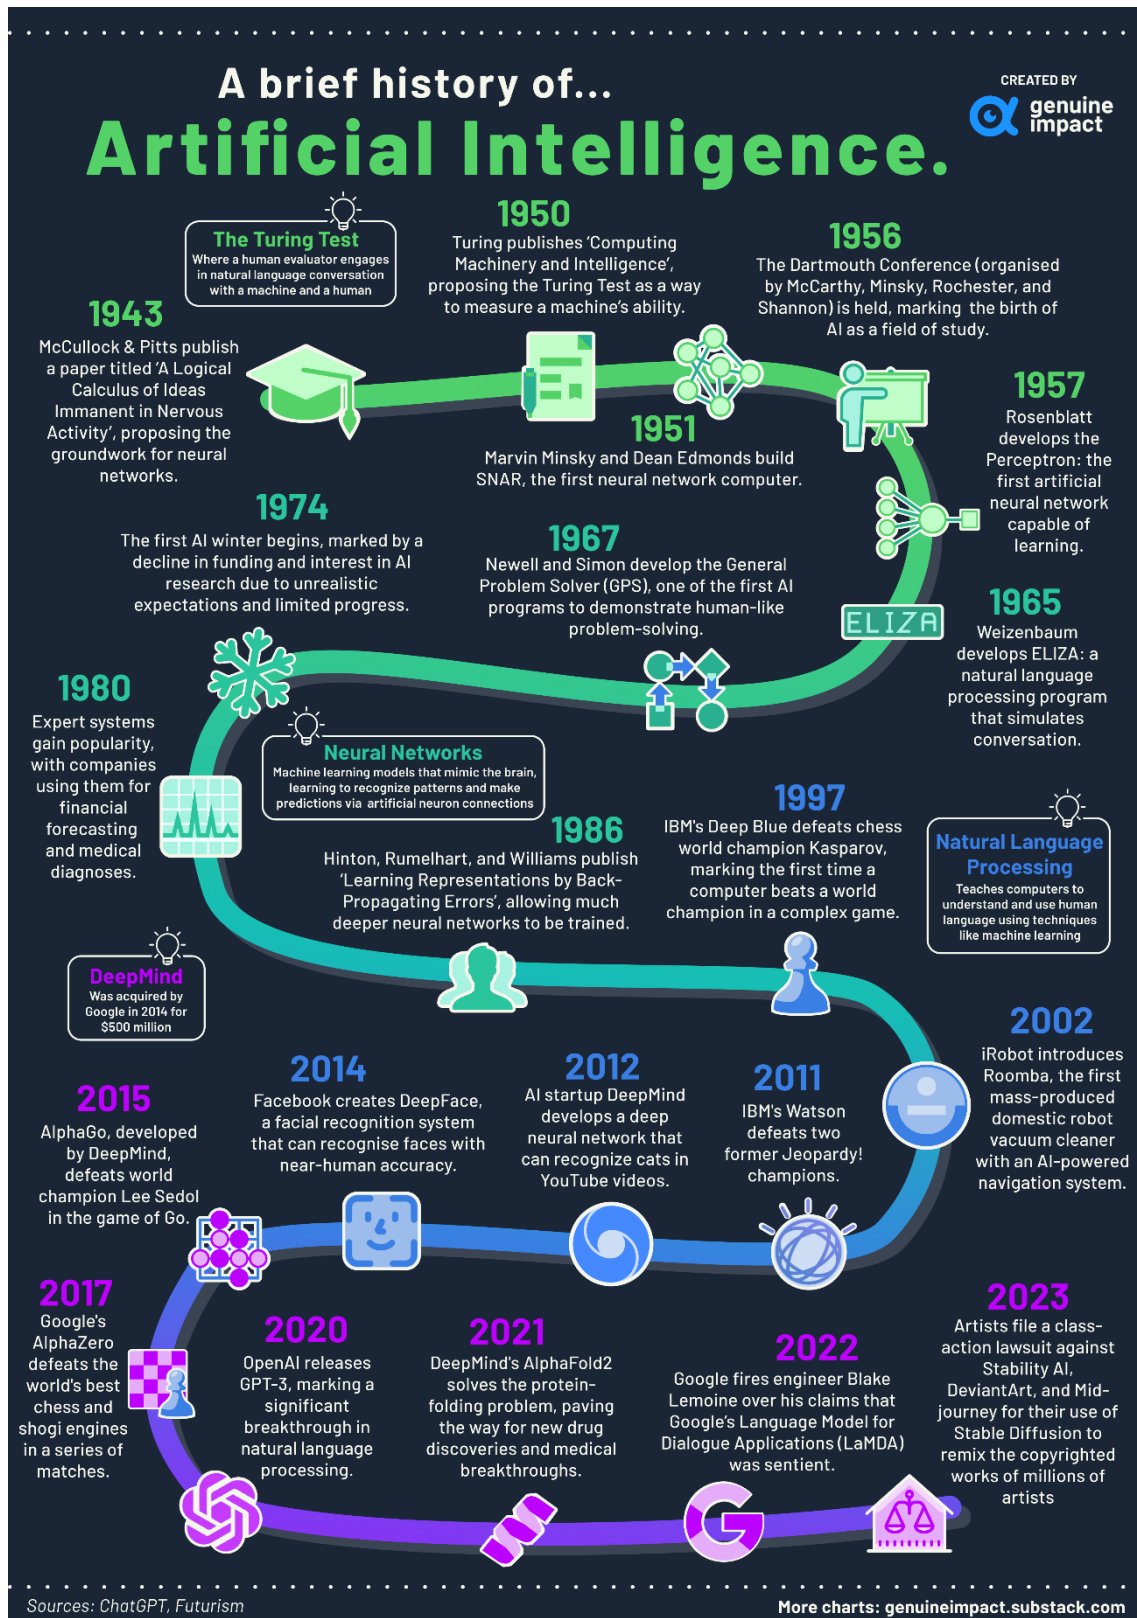 A brief history of...
Artificial Intelligence.
CREATED BY
genuine
impact
The Turing Test
Where a human evaluator engages
in natural language conversation
with a machine and a human
1943
McCullock & Pitts publish
a paper titled 'A Logical
Calculus of Ideas
Immanent in Nervous
Activity', proposing the
groundwork for neural
networks.
1950
Turing publishes 'Computing
Machinery and Intelligence',
proposing the Turing Test as a way
to measure a machine's ability.
1951
Marvin Minsky and Dean Edmonds build
SNAR, the first neural network computer.
1956
The Dartmouth Conference (organised
by McCarthy, Minsky, Rochester, and
Shannon) is held, marking the birth of
AI as a field of study.
1957
Rosenblatt
develops the
Perceptron: the
first artificial
neural network
capable of
learning.
ELIZA
1965
Weizenbaum
develops ELIZA: a
natural language
processing program
that simulates
conversation.
1967
Newell and Simon develop the General
Problem Solver (GPS), one of the first AI
programs to demonstrate human-like
problem-solving.
1974
The first AI winter begins, marked by a
decline in funding and interest in AI
research due to unrealistic
expectations and limited progress.
1980
Expert systems
gain popularity,
with companies
using them for
financial
forecasting
and medical
diagnoses.
Neural Networks
Machine learning models that mimic the brain,
learning to recognize patterns and make
predictions via artificial neuron connections
1986
Hinton, Rumelhart, and Williams publish
'Learning Representations by Back-
Propagating Errors', allowing much
deeper neural networks to be trained.
1997
IBM's Deep Blue defeats chess
world champion Kasparov,
marking the first time a
computer beats a world
champion in a complex game.
Natural Language
Processing
Teaches computers to
understand and use human
language using techniques
like machine learning
2002
iRobot introduces
Roomba, the first
mass-produced
domestic robot
vacuum cleaner
with an AI-powered
navigation system.
2011
IBM's Watson
defeats two
former Jeopardy!
champions.
2012
AI startup DeepMind
develops a deep
neural network that
can recognize cats in
YouTube videos.
2014
Facebook creates DeepFace,
a facial recognition system
that can recognise faces with
near-human accuracy.
DeepMind
Was acquired by
Google in 2014 for
$500 million
2015
AlphaGo, developed
by DeepMind,
defeats world
champion Lee Sedol
in the game of Go.
2017
Google's
AlphaZero
defeats the
world's best
chess and
shogi engines
in a series of
matches.
2020
OpenAI releases
GPT-3, marking a
significant
breakthrough in
natural language
processing.
2021
DeepMind's AlphaFold2
solves the protein-
folding problem, paving
the way for new drug
discoveries and medical
breakthroughs.
2022
Google fires engineer Blake
Lemoine over his claims that
Google's Language Model for
Dialogue Applications (LaMDA)
was sentient.
2023
Artists file a class-
action lawsuit against
Stability AI,
DeviantArt, and Mid-
journey for their use of
Stable Diffusion to
remix the copyrighted
works of millions of
artists
Sources: ChatGPT, Futurism
More charts: genuineimpact.substack.com